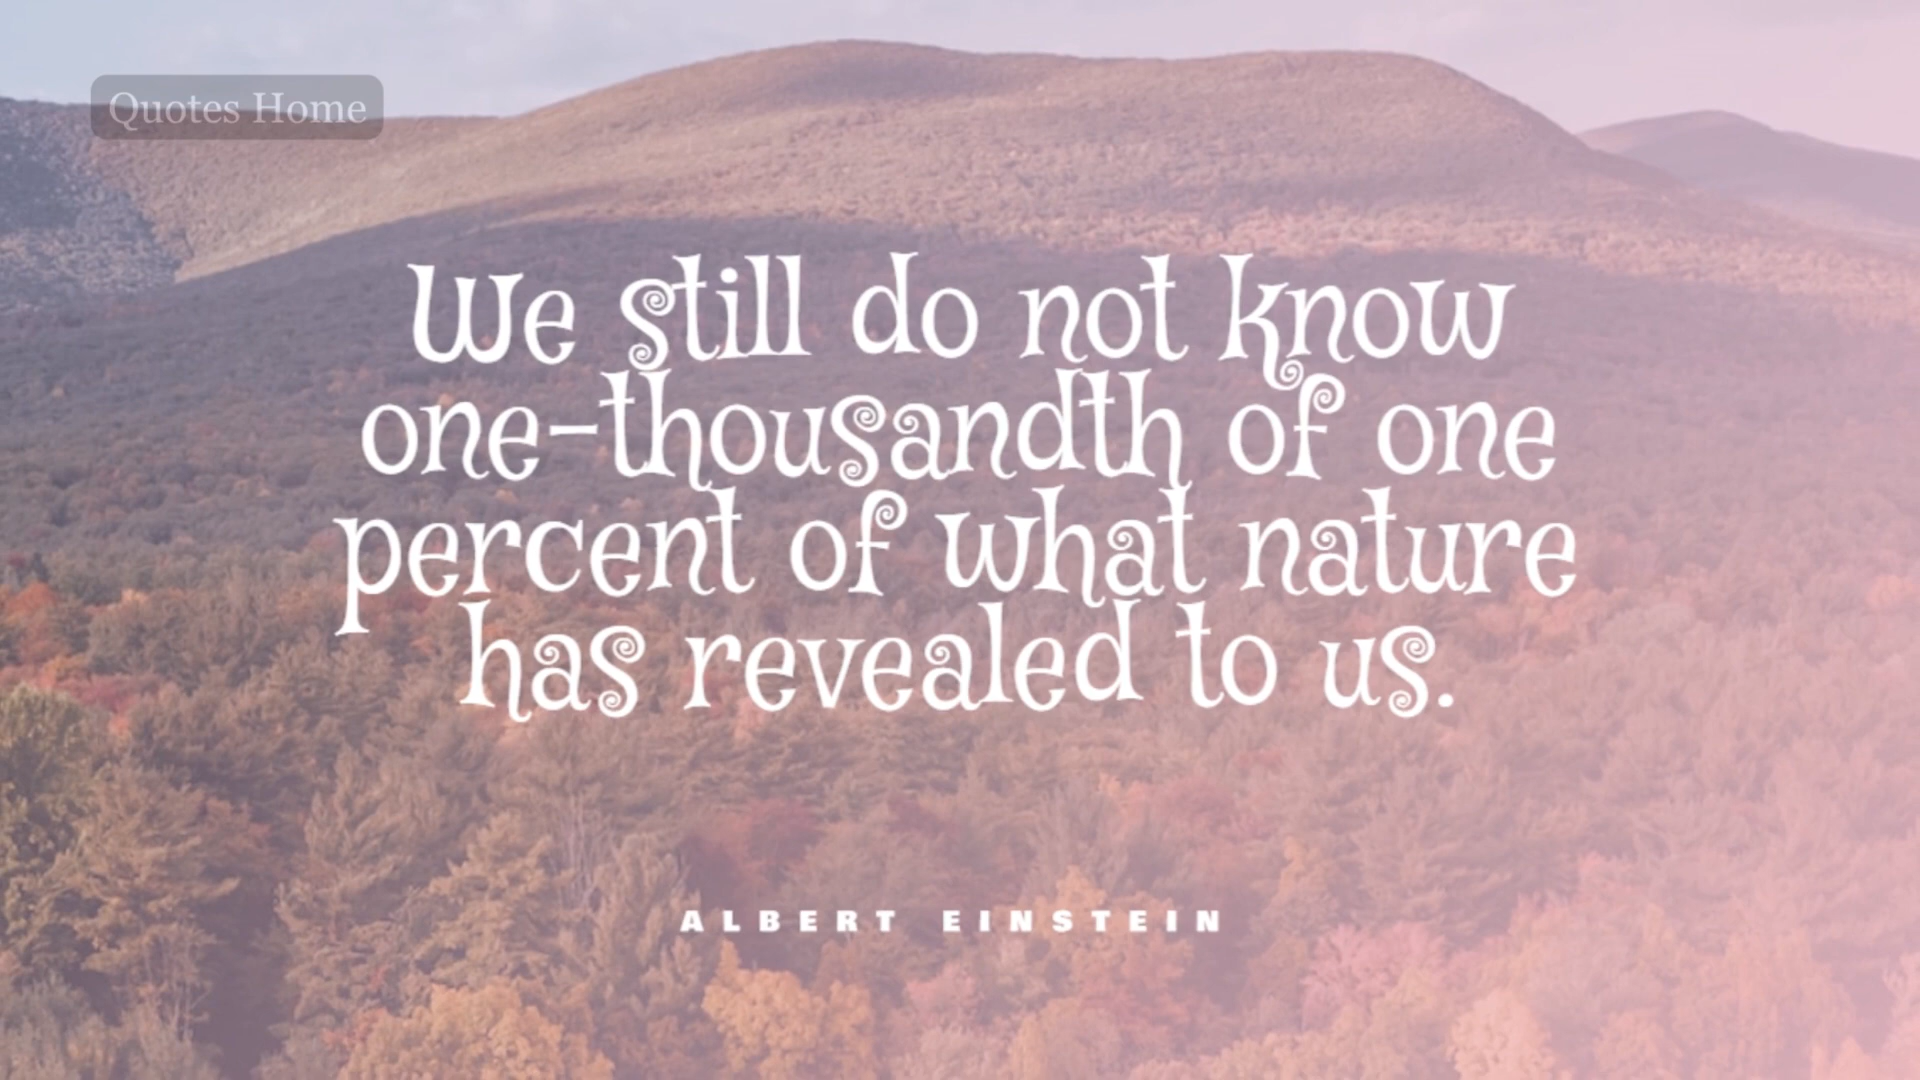 Quotes Home
We still do not know
one-thousandth of one
percent of what nature
has revealed to us.
ALBERT EINSTEIN